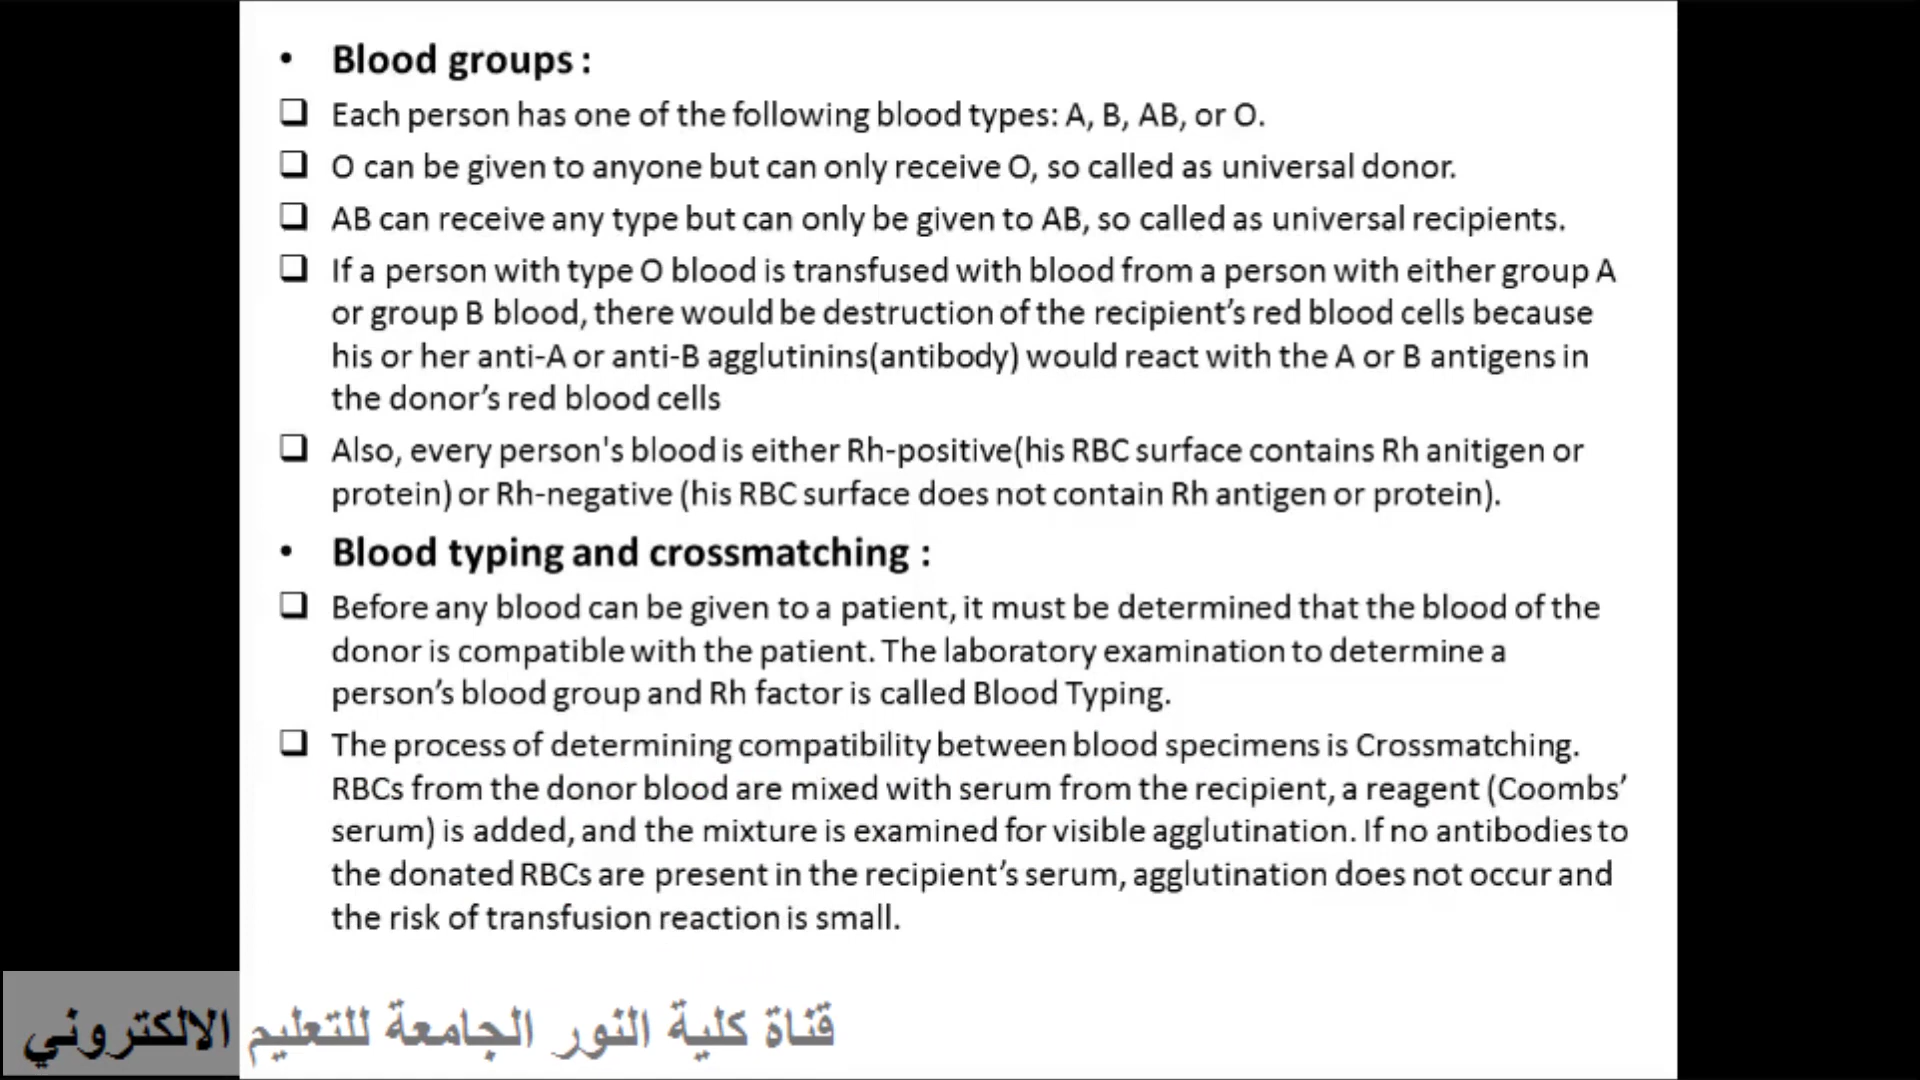 • Blood groups :
❑ Each person has one of the following blood types: A, B, AB, or O.
❑ O can be given to anyone but can only receive O, so called as universal donor.
❑ AB can receive any type but can only be given to AB, so called as universal recipients.
❑ If a person with type O blood is transfused with blood from a person with either group A
or group B blood, there would be destruction of the recipient’s red blood cells because
his or her anti-A or anti-B agglutinins(antibody) would react with the A or B antigens in
the donor’s red blood cells
❑ Also, every person's blood is either Rh-positive(his RBC surface contains Rh anitigen or
protein) or Rh-negative (his RBC surface does not contain Rh antigen or protein).
• Blood typing and crossmatching :
❑ Before any blood can be given to a patient, it must be determined that the blood of the
donor is compatible with the patient. The laboratory examination to determine a
person’s blood group and Rh factor is called Blood Typing.
❑ The process of determining compatibility between blood specimens is Crossmatching.
RBCs from the donor blood are mixed with serum from the recipient, a reagent (Coombs’
serum) is added, and the mixture is examined for visible agglutination. If no antibodies to
the donated RBCs are present in the recipient’s serum, agglutination does not occur and
the risk of transfusion reaction is small.
قناة كلية النور الجامعة للتعليم الالكتروني